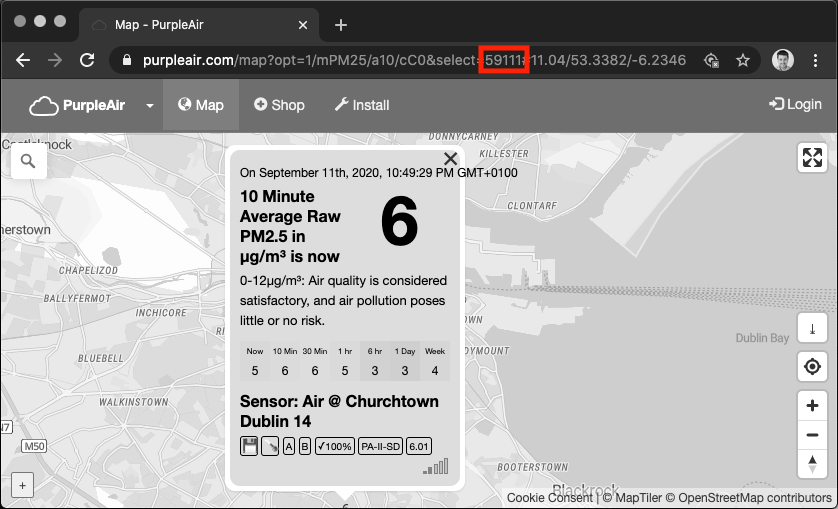 Map - PurpleAir
purpleair.com/map?opt=1/mPM25/a10/cC0&select=59111#11.04/53.3382/-6.2346
PurpleAir
Map
Shop
Install
Login
Castleknock
DONNYCARNEY
KILLESTER
CLONTARF
CHAPELIZOD
BALLYFERMOT
INCHICORE
BLUEBELL
WALKINSTOWN
M50
N7
Dublin Bay
BOOTERSTOWN
Blackrock
On September 11th, 2020, 10:49:29 PM GMT+0100
10 Minute
Average Raw
PM2.5 in
µg/m³ is now
6
0-12µg/m³: Air quality is considered
satisfactory, and air pollution poses
little or no risk.
Now 10 Min 30 Min 1 hr 6 hr 1 Day Week
5 6 6 5 3 3 4
Sensor: Air @ Churchtown
Dublin 14
A B ✓100% PA-II-SD 6.01
Cookie Consent | © MapTiler © OpenStreetMap contributors